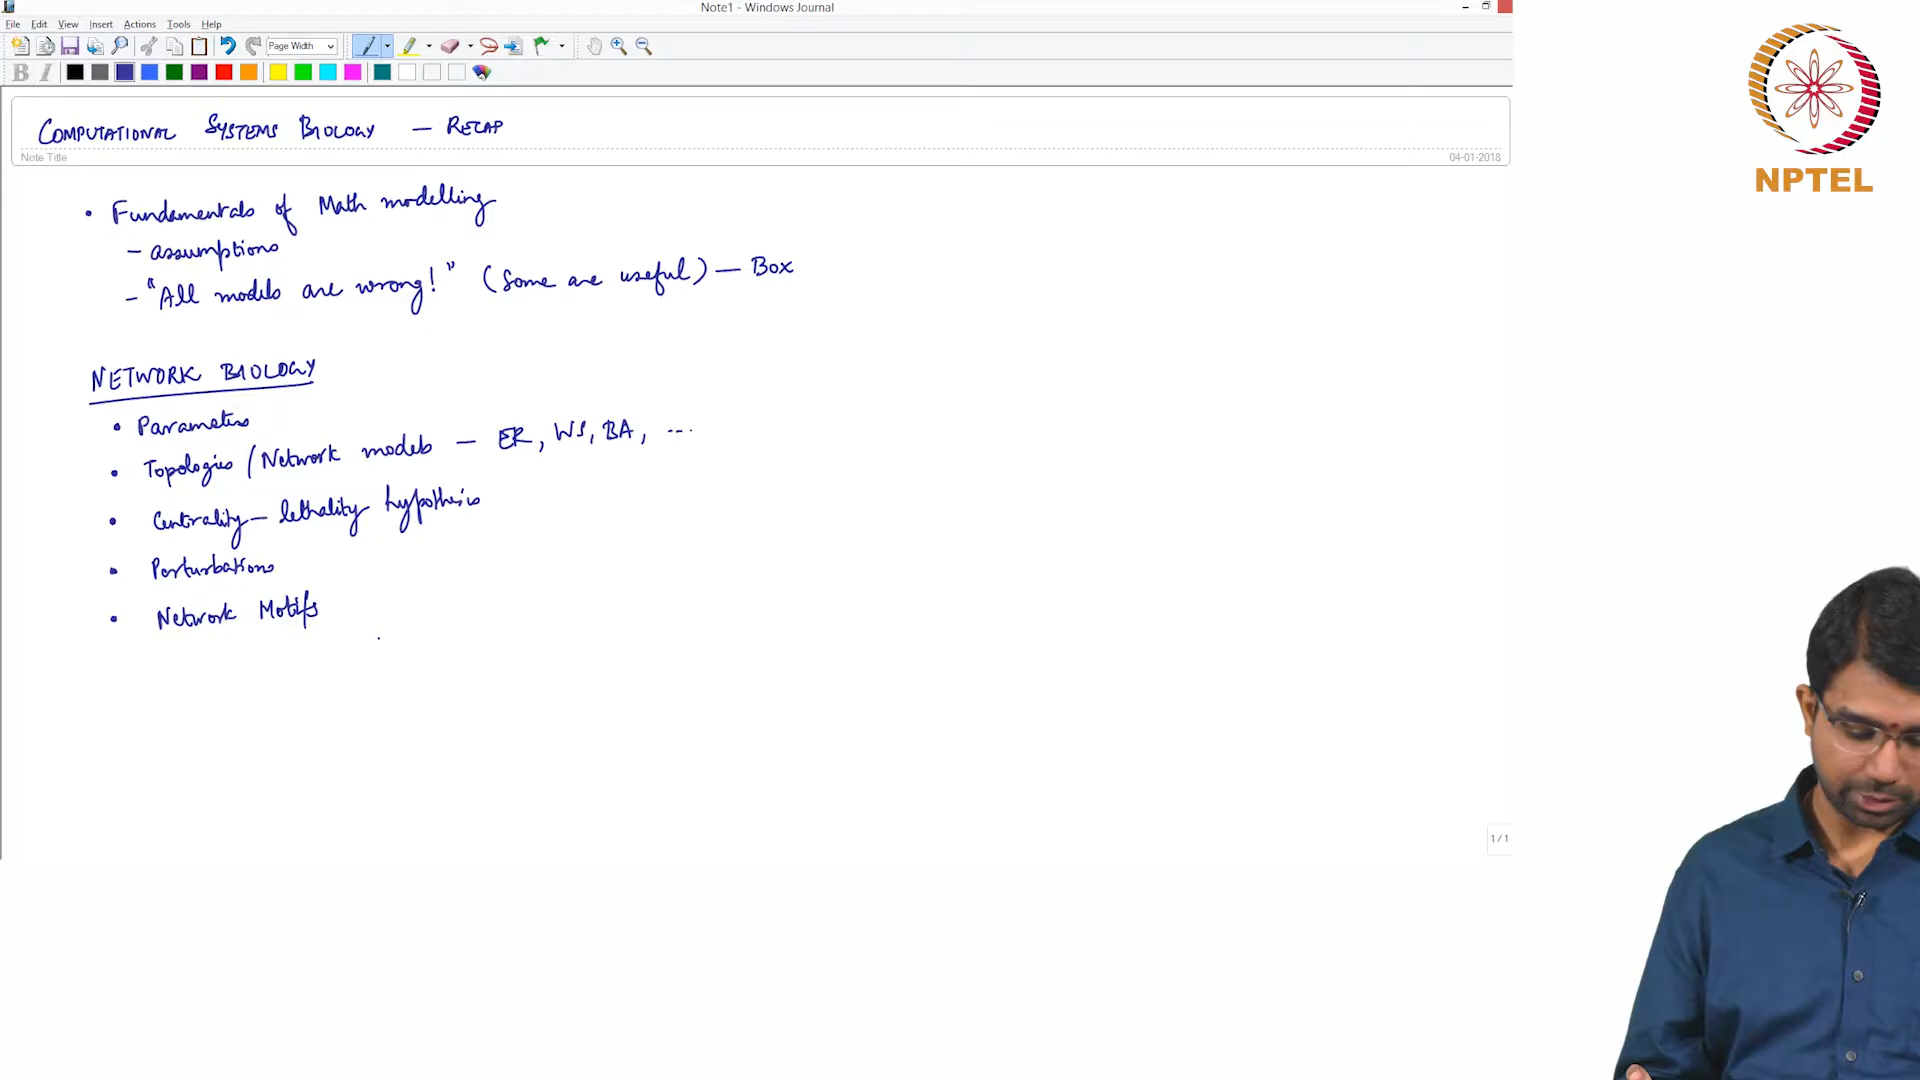 Note1 - Windows Journal
File Edit View Insert Actions Tools Help
Page Width
B I
COMPUTATIONAL SYSTEMS BIOLOGY — RECAP
Note Title
04-01-2018
• Fundamentals of Math modelling
– assumptions
– "All models are wrong!" (Some are useful) — Box
NETWORK BIOLOGY
• Parameters
• Topologies / Network models — ER, WS, BA, ...
• Centrality – lethality hypothesis
• Perturbations
• Network Motifs
1 / 1
NPTEL